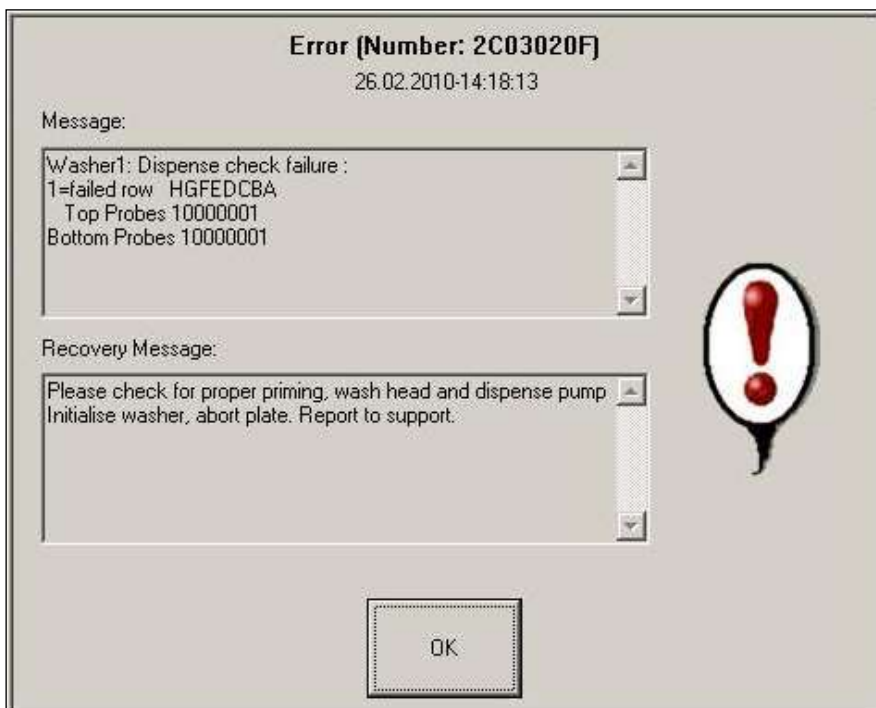 Error (Number: 2C03020F)
26.02.2010-14:18:13
Message:
Washer1: Dispense check failure :
1=failed row HGFEDCBA
Top Probes 10000001
Bottom Probes 10000001
Recovery Message:
Please check for proper priming, wash head and dispense pump
Initialise washer, abort plate. Report to support.
OK